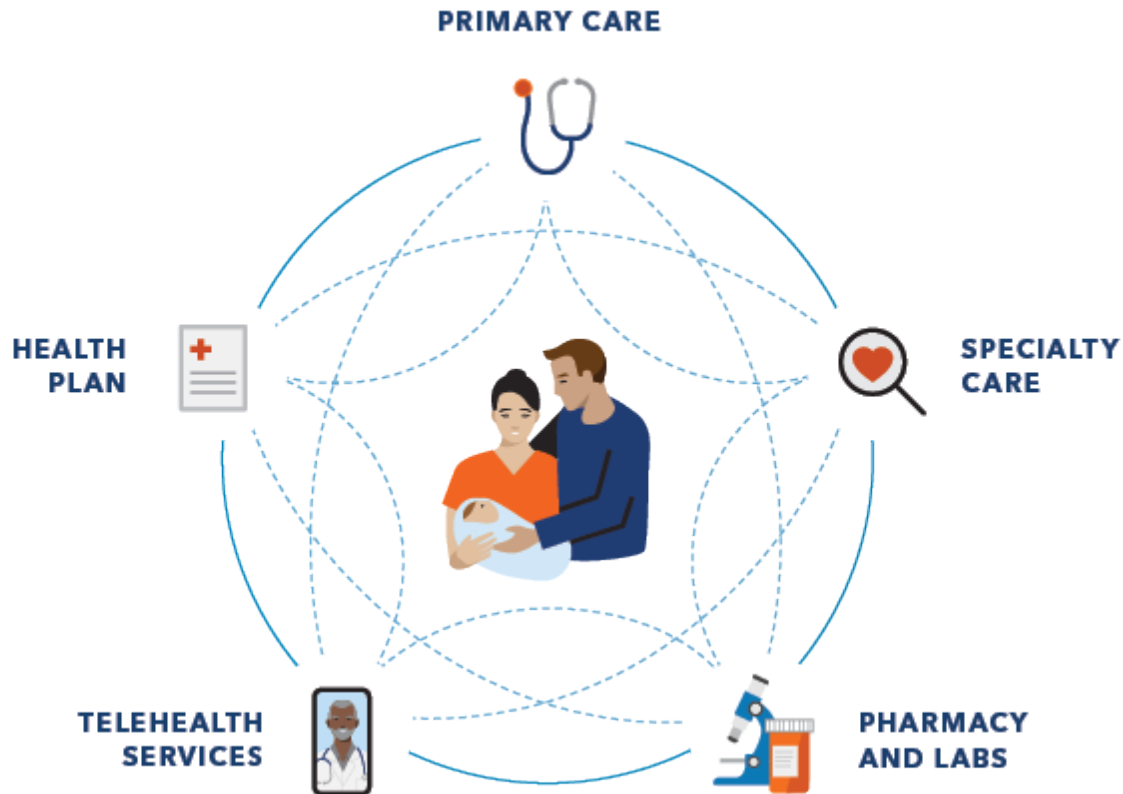 PRIMARY CARE
HEALTH
PLAN
SPECIALTY
CARE
TELEHEALTH
SERVICES
PHARMACY
AND LABS